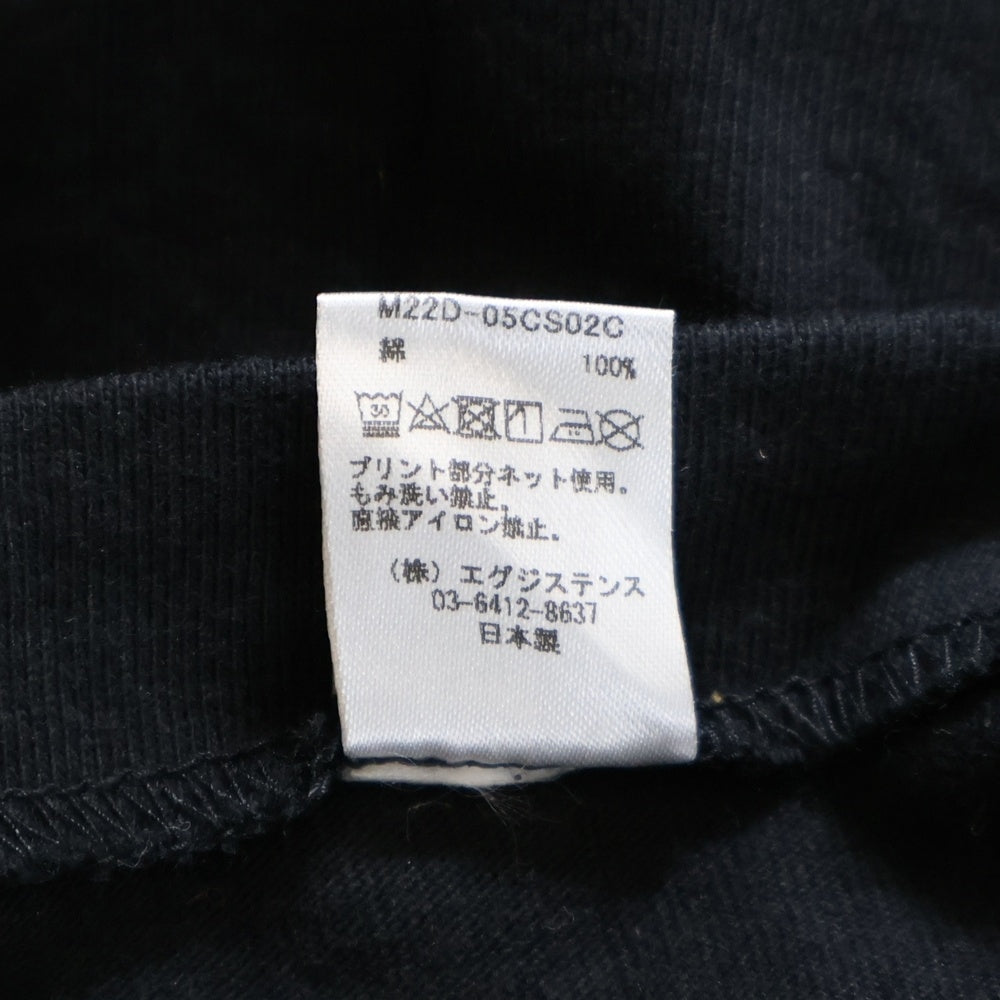 M22D-05CS02C
綿 100%
プリント部分ネット使用。
もみ洗い禁止。
直接アイロン禁止。
(株) エグジステンス
03-6412-8637
日本製